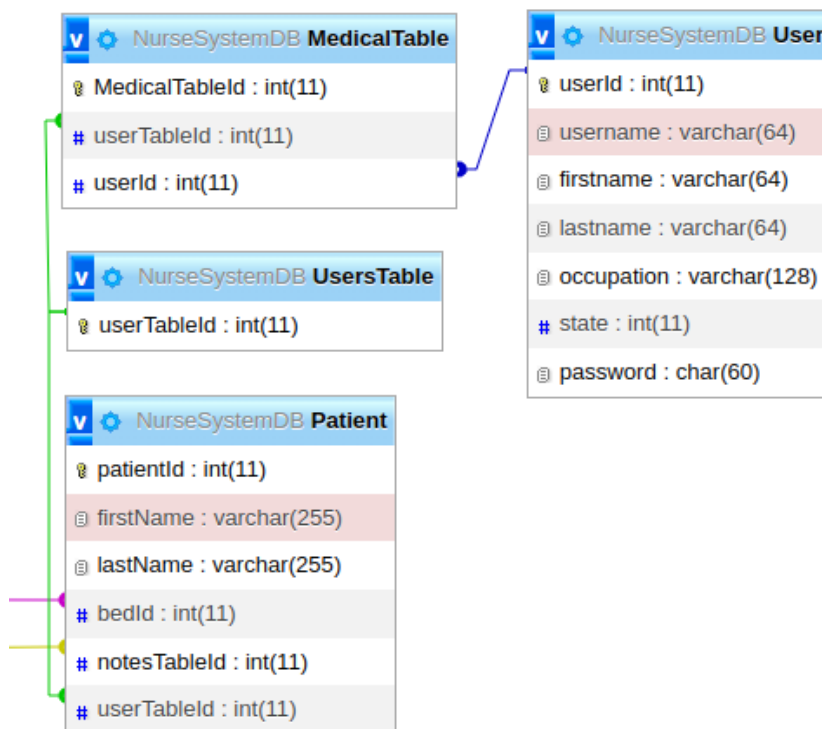 v NurseSystemDB MedicalTable
MedicalTableId : int(11)
# userTableId : int(11)
# userId : int(11)
v NurseSystemDB User
userId : int(11)
username : varchar(64)
firstname : varchar(64)
lastname : varchar(64)
occupation : varchar(128)
# state : int(11)
password : char(60)
v NurseSystemDB UsersTable
userTableId : int(11)
v NurseSystemDB Patient
patientId : int(11)
firstName : varchar(255)
lastName : varchar(255)
# bedId : int(11)
# notesTableId : int(11)
# userTableId : int(11)